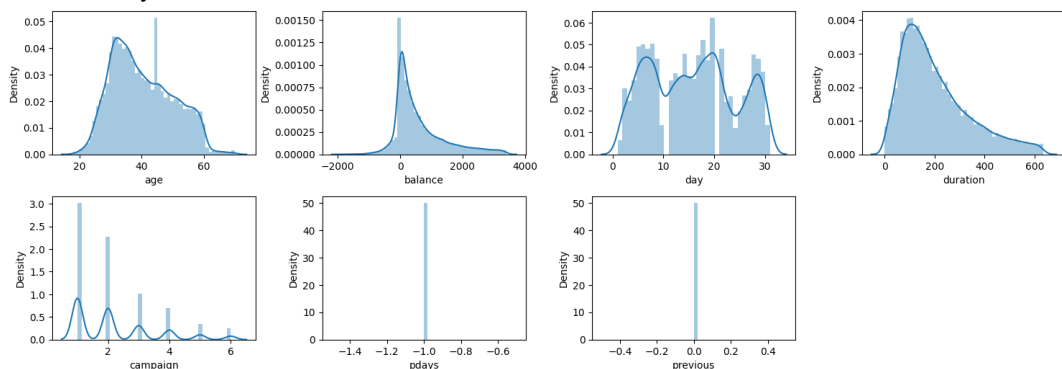 0.05
0.04
0.03
0.02
0.01
0.00
Density
20 40 60
age
0.00150
0.00125
0.00100
0.00075
0.00050
0.00025
0.00000
Density
−2000 0 2000 4000
balance
0.06
0.05
0.04
0.03
0.02
0.01
0.00
Density
0 10 20 30
day
0.004
0.003
0.002
0.001
0.000
Density
0 200 400 600
duration
3.0
2.5
2.0
1.5
1.0
0.5
0.0
Density
2 4 6
campaign
50
40
30
20
10
0
Density
−1.4 −1.2 −1.0 −0.8 −0.6
pdays
50
40
30
20
10
0
Density
−0.4 −0.2 0.0 0.2 0.4
previous